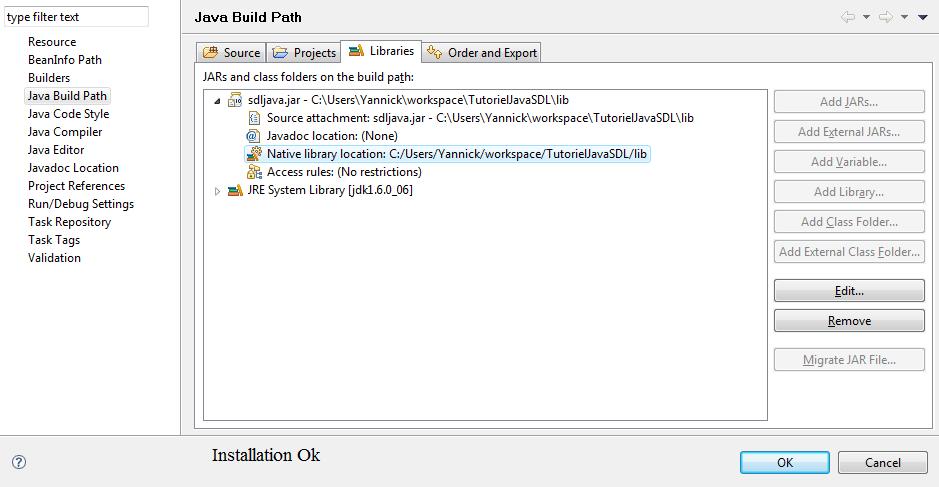 type filter text
Java Build Path
Resource
BeanInfo Path
Builders
Java Build Path
Java Code Style
Java Compiler
Java Editor
Javadoc Location
Project References
Run/Debug Settings
Task Repository
Task Tags
Validation
Source Projects Libraries Order and Export
JARs and class folders on the build path:
sdljava.jar - C:\Users\Yannick\workspace\TutorielJavaSDL\lib
Source attachment: sdljava.jar - C:\Users\Yannick\workspace\TutorielJavaSDL\lib
Javadoc location: (None)
Native library location: C:/Users/Yannick/workspace/TutorielJavaSDL/lib
Access rules: (No restrictions)
JRE System Library [jdk1.6.0_06]
Add JARs...
Add External JARs...
Add Variable...
Add Library...
Add Class Folder...
Add External Class Folder...
Edit...
Remove
Migrate JAR File...
?
Installation Ok
OK
Cancel